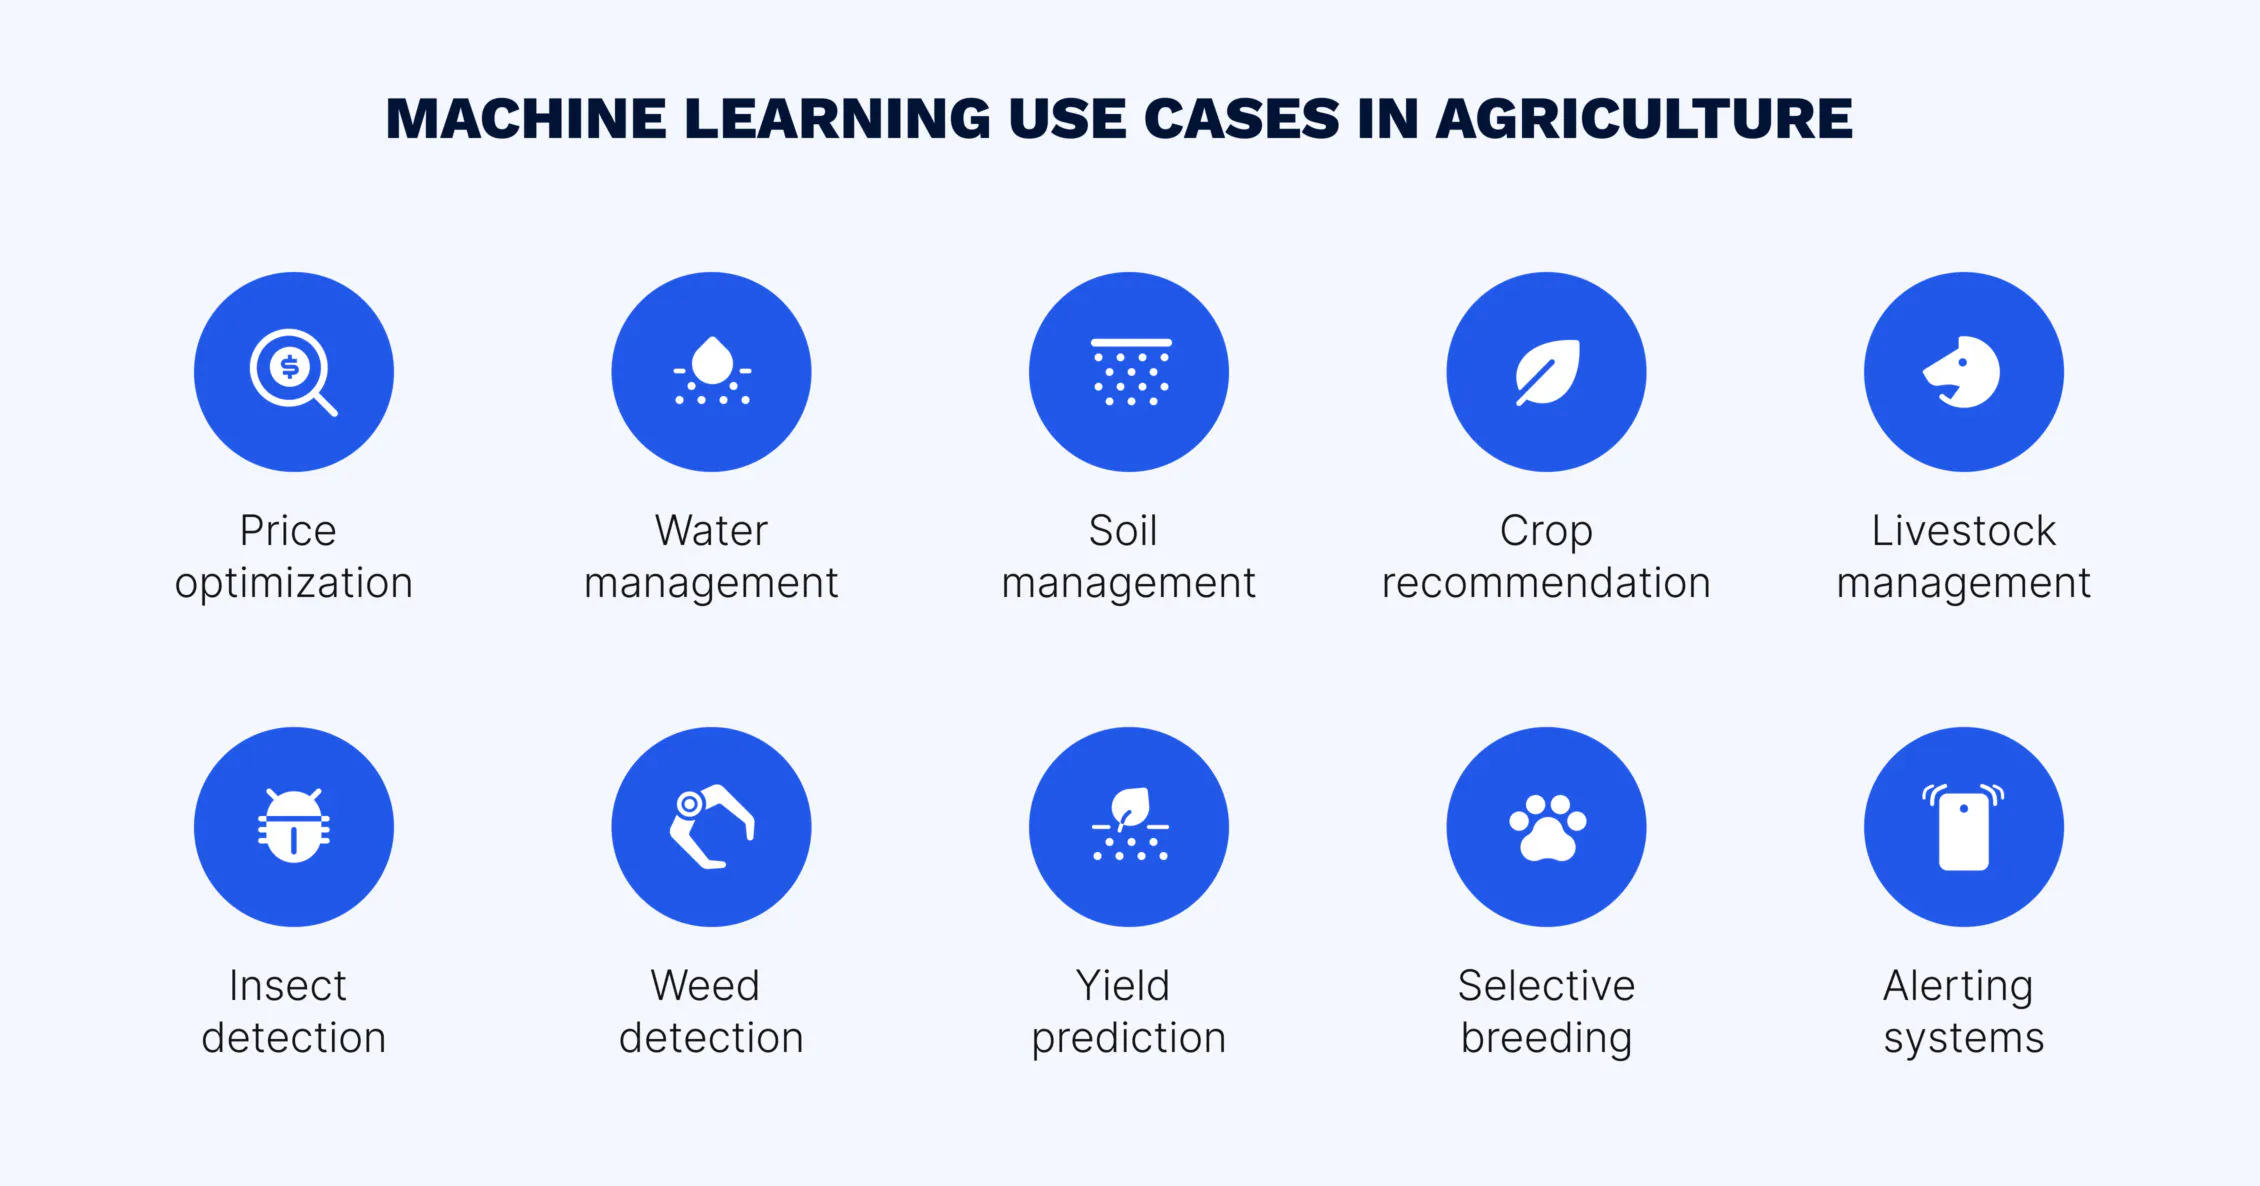 MACHINE LEARNING USE CASES IN AGRICULTURE
$
Price
optimization
Water
management
Soil
management
Crop
recommendation
Livestock
management
Insect
detection
Weed
detection
Yield
prediction
Selective
breeding
Alerting
systems